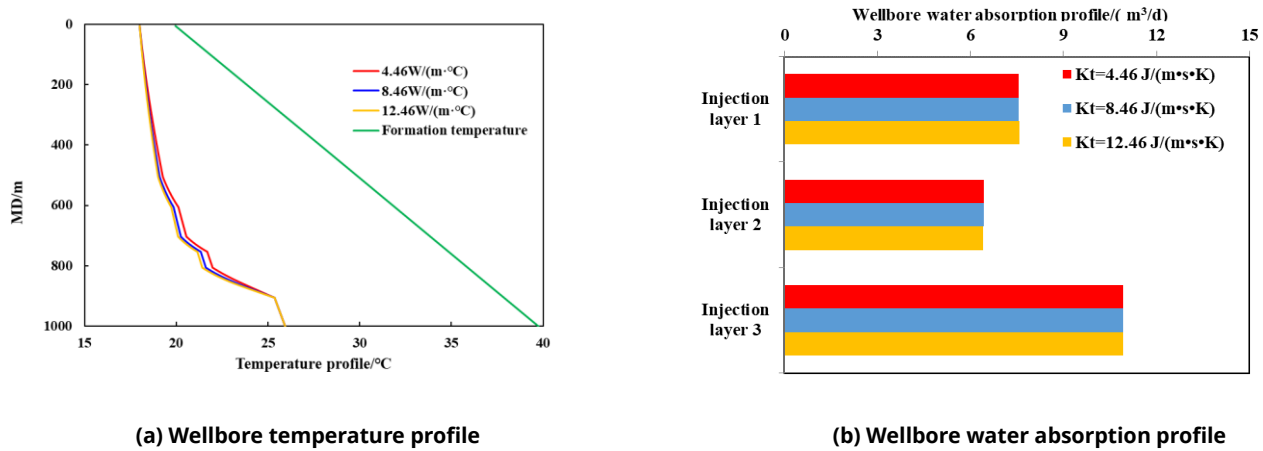 0
200
400
600
800
1000
MD/m
15
20
25
30
35
40
Temperature profile/°C
4.46W/(m·°C)
8.46W/(m·°C)
12.46W/(m·°C)
Formation temperature
(a) Wellbore temperature profile
Wellbore water absorption profile/( m³/d)
0
3
6
9
12
15
Injection
layer 1
Injection
layer 2
Injection
layer 3
Kt=4.46 J/(m•s•K)
Kt=8.46 J/(m•s•K)
Kt=12.46 J/(m•s•K)
(b) Wellbore water absorption profile